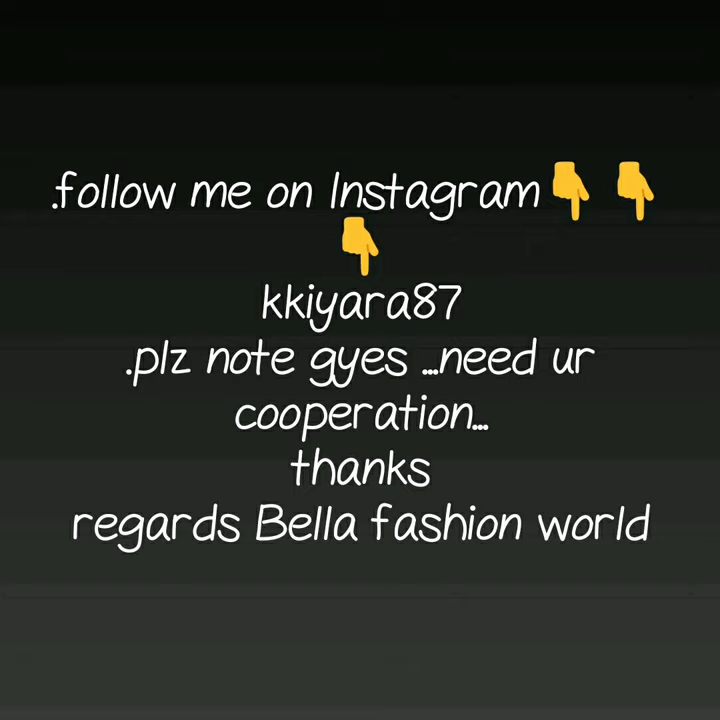 .follow me on Instagram👇👇
👇
kkiyara87
.plz note gyes ...need ur
cooperation...
thanks
regards Bella fashion world